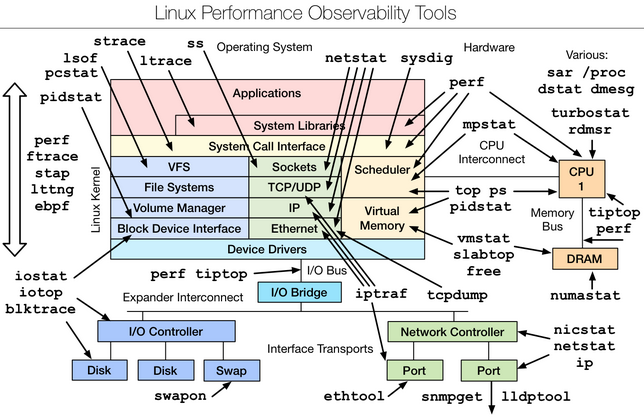 Linux Performance Observability Tools
strace
ss
Operating System
netstat
sysdig
Hardware
Various:
lsof
pcstat
ltrace
perf
sar /proc
dstat dmesg
pidstat
Applications
turbostat
rdmsr
System Libraries
mpstat
perf
ftrace
stap
lttng
ebpf
Linux Kernel
System Call Interface
CPU
Interconnect
VFS
Sockets
Scheduler
CPU
1
File Systems
TCP/UDP
top ps
pidstat
Volume Manager
IP
Virtual
Memory
Memory
Bus
tiptop
perf
Block Device Interface
Ethernet
vmstat
slabtop
free
Device Drivers
DRAM
iostat
iotop
blktrace
perf tiptop
I/O Bus
numastat
Expander Interconnect
I/O Bridge
iptraf
tcpdump
I/O Controller
Network Controller
nicstat
netstat
ip
Interface Transports
Disk
Disk
Swap
Port
Port
swapon
ethtool
snmpget
lldptool